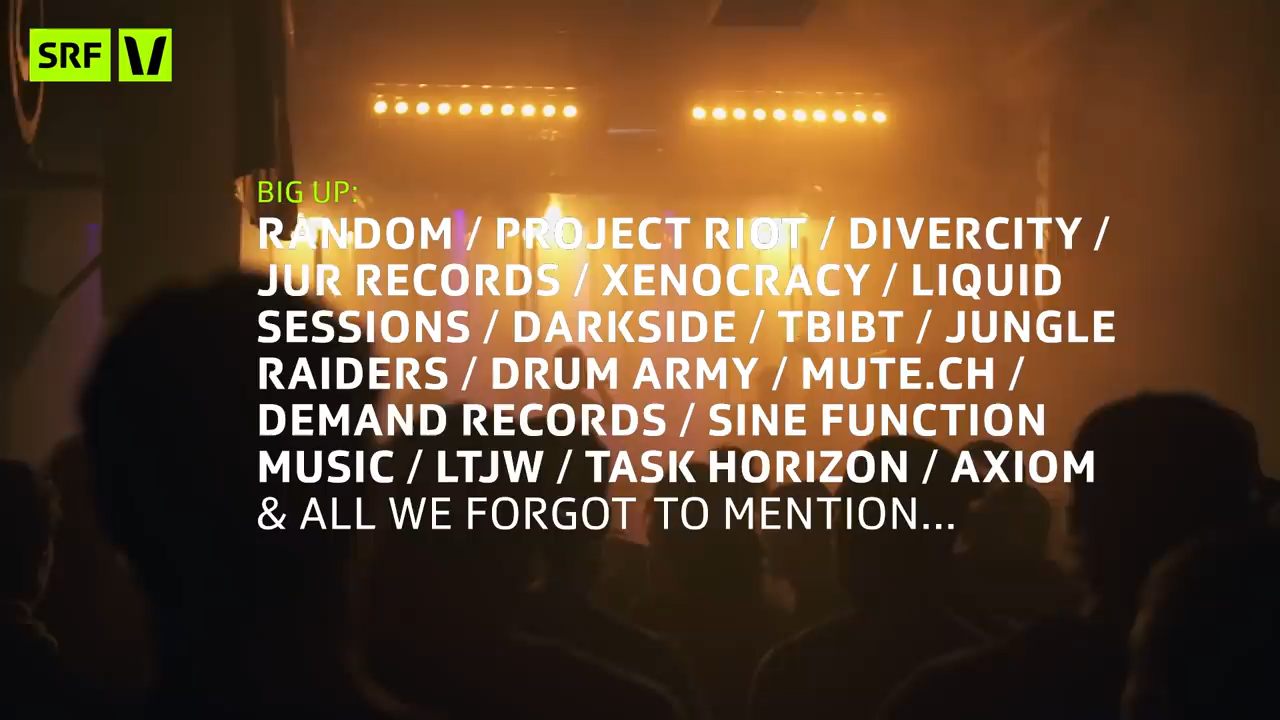 SRF V
BIG UP:
RANDOM / PROJECT RIOT / DIVERCITY /
JUR RECORDS / XENOCRACY / LIQUID
SESSIONS / DARKSIDE / TBIBT / JUNGLE
RAIDERS / DRUM ARMY / MUTE.CH /
DEMAND RECORDS / SINE FUNCTION
MUSIC / LTJW / TASK HORIZON / AXIOM
& ALL WE FORGOT TO MENTION...